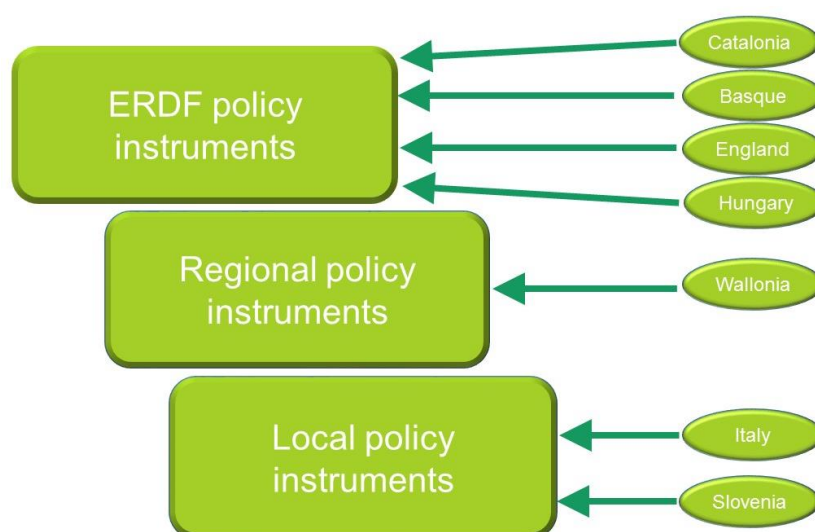 ERDF policy
instruments
Catalonia
Basque
England
Hungary
Regional policy
instruments
Wallonia
Local policy
instruments
Italy
Slovenia